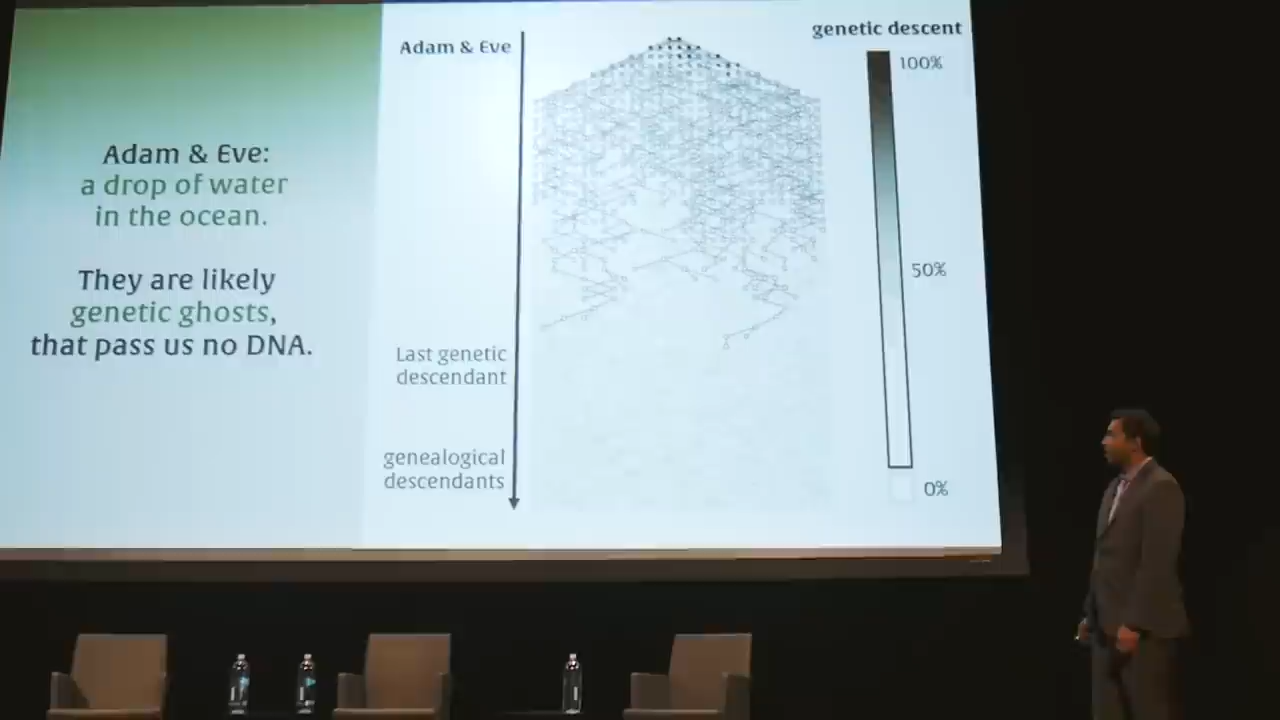 Adam & Eve:
a drop of water
in the ocean.
They are likely
genetic ghosts,
that pass us no DNA.
Adam & Eve
Last genetic
descendant
genealogical
descendants
genetic descent
100%
50%
0%